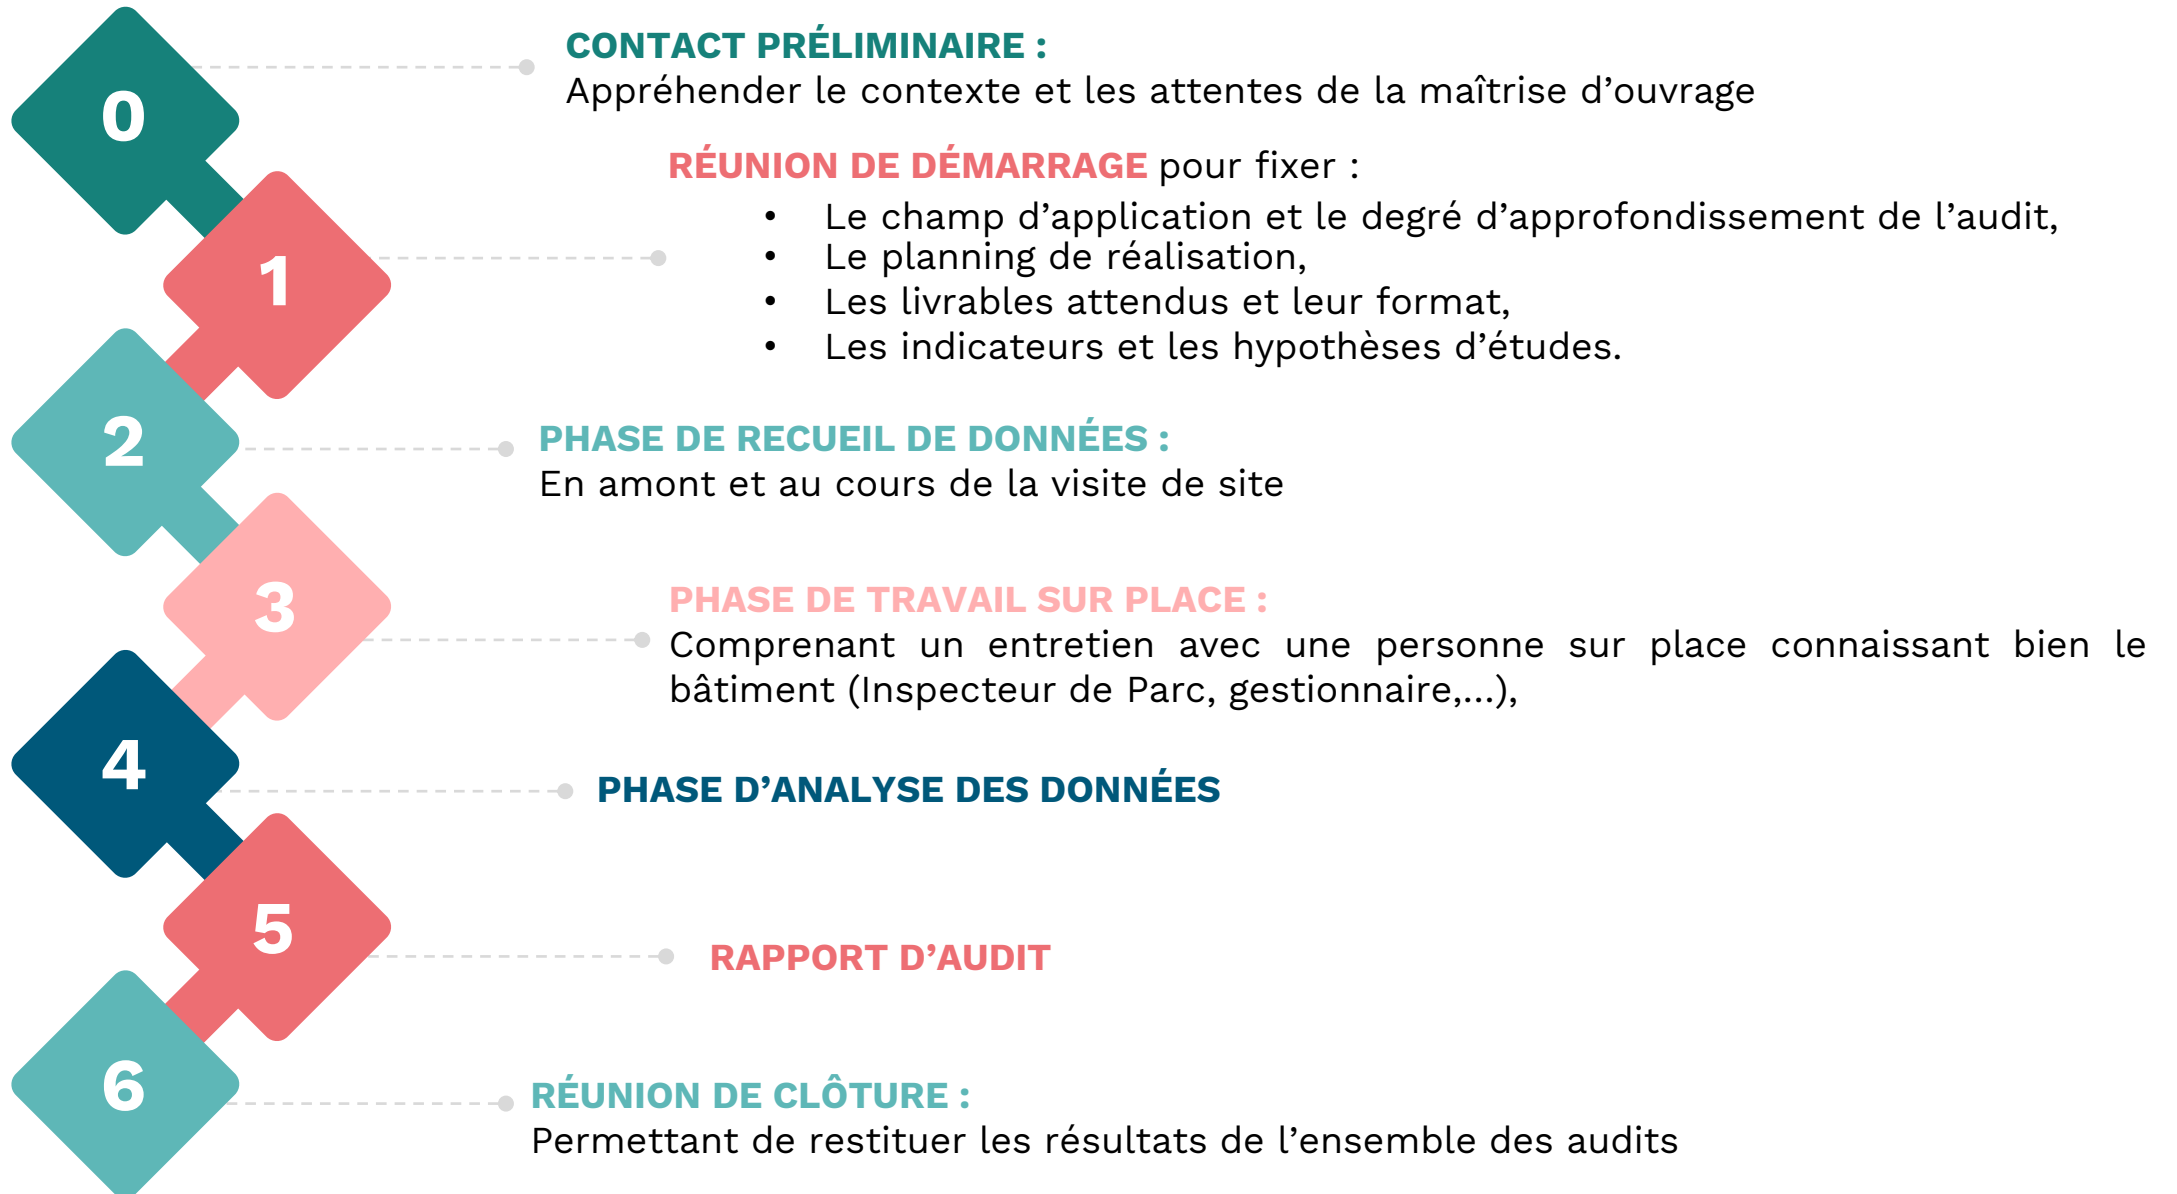 0
CONTACT PRÉLIMINAIRE :
Appréhender le contexte et les attentes de la maîtrise d’ouvrage
1
RÉUNION DE DÉMARRAGE pour fixer :
• Le champ d’application et le degré d’approfondissement de l’audit,
• Le planning de réalisation,
• Les livrables attendus et leur format,
• Les indicateurs et les hypothèses d’études.
2
PHASE DE RECUEIL DE DONNÉES :
En amont et au cours de la visite de site
3
PHASE DE TRAVAIL SUR PLACE :
Comprenant un entretien avec une personne sur place connaissant bien le
bâtiment (Inspecteur de Parc, gestionnaire,...),
4
PHASE D’ANALYSE DES DONNÉES
5
RAPPORT D’AUDIT
6
RÉUNION DE CLÔTURE :
Permettant de restituer les résultats de l’ensemble des audits